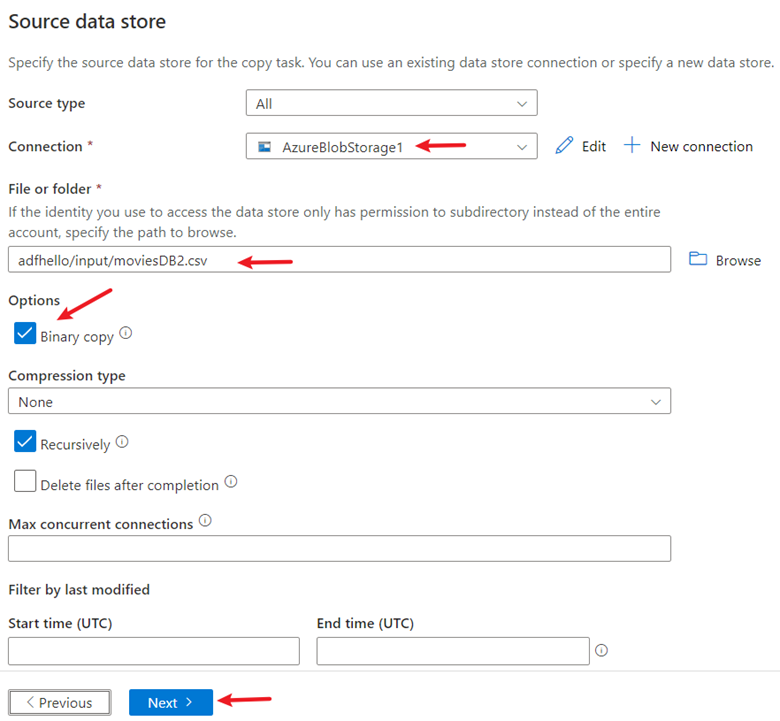 Source data store
Specify the source data store for the copy task. You can use an existing data store connection or specify a new data store.
Source type
All
Connection *
AzureBlobStorage1
Edit
New connection
File or folder *
If the identity you use to access the data store only has permission to subdirectory instead of the entire
account, specify the path to browse.
adfhello/input/moviesDB2.csv
Browse
Options
Binary copy
Compression type
None
Recursively
Delete files after completion
Max concurrent connections
Filter by last modified
Start time (UTC)
End time (UTC)
Previous
Next